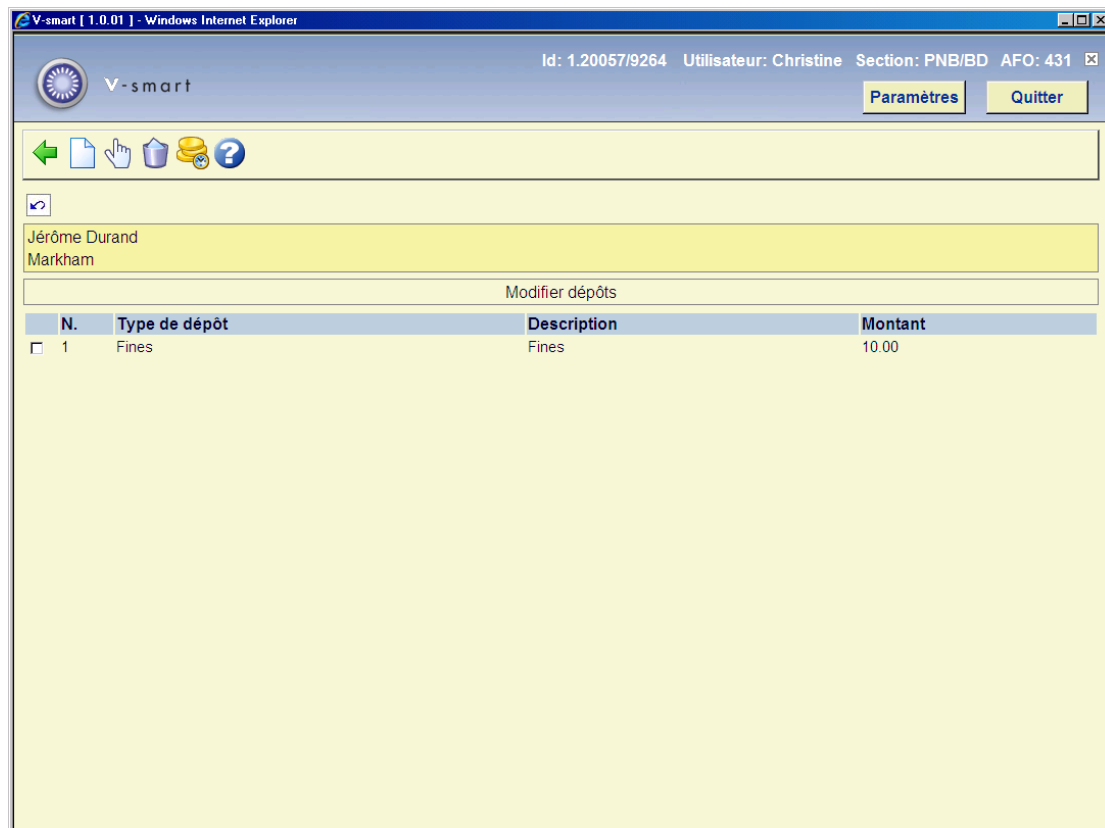 V-smart [ 1.0.01 ] - Windows Internet Explorer
Id: 1.20057/9264 Utilisateur: Christine Section: PNB/BD AFO: 431
V-smart
Paramètres Quitter
Jérôme Durand
Markham
Modifier dépôts
N. Type de dépôt Description Montant
1 Fines Fines 10.00